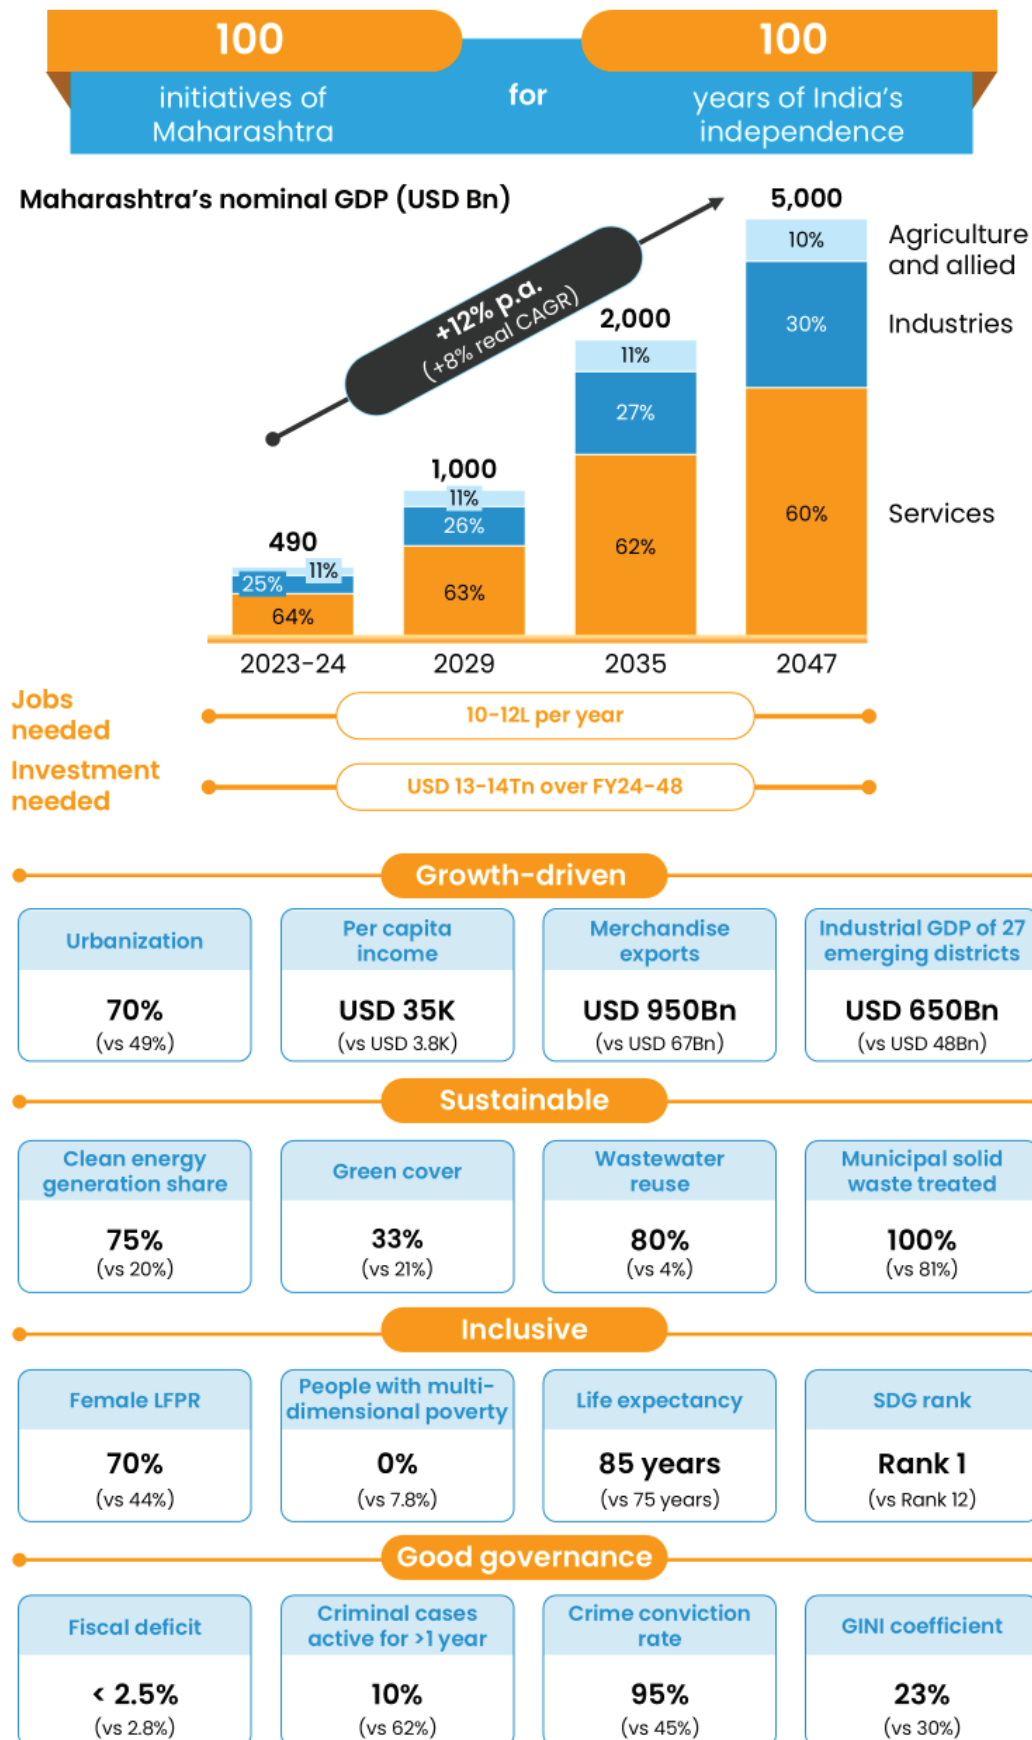 100
100
initiatives of
Maharashtra
for
years of India's
independence
Maharashtra's nominal GDP (USD Bn)
+12% p.a.
(+8% real CAGR)
5,000
10%
Agriculture
and allied
30%
Industries
60%
Services
2,000
11%
27%
62%
1,000
11%
26%
63%
490
11%
25%
64%
2023-24
2029
2035
2047
Jobs
needed
10-12L per year
Investment
needed
USD 13-14Tn over FY24-48
Growth-driven
Urbanization
70%
(vs 49%)
Per capita
income
USD 35K
(vs USD 3.8K)
Merchandise
exports
USD 950Bn
(vs USD 67Bn)
Industrial GDP of 27
emerging districts
USD 650Bn
(vs USD 48Bn)
Sustainable
Clean energy
generation share
75%
(vs 20%)
Green cover
33%
(vs 21%)
Wastewater
reuse
80%
(vs 4%)
Municipal solid
waste treated
100%
(vs 81%)
Inclusive
Female LFPR
70%
(vs 44%)
People with multi-
dimensional poverty
0%
(vs 7.8%)
Life expectancy
85 years
(vs 75 years)
SDG rank
Rank 1
(vs Rank 12)
Good governance
Fiscal deficit
< 2.5%
(vs 2.8%)
Criminal cases
active for >1 year
10%
(vs 62%)
Crime conviction
rate
95%
(vs 45%)
GINI coefficient
23%
(vs 30%)